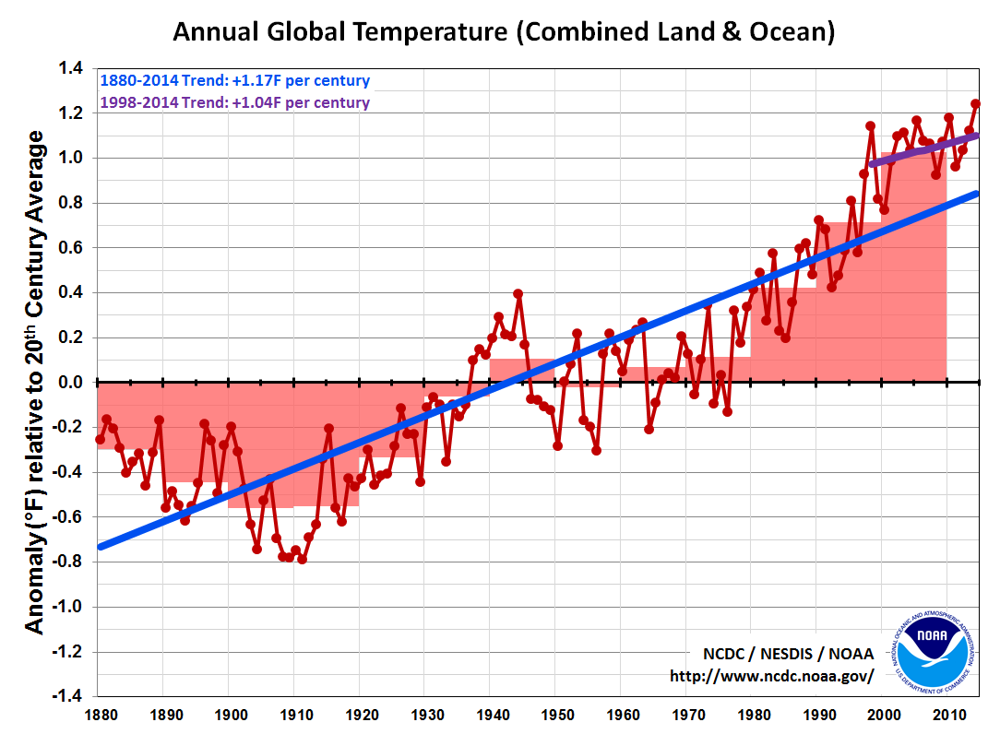 Annual Global Temperature (Combined Land & Ocean)
1880-2014 Trend: +1.17F per century
1998-2014 Trend: +1.04F per century
Anomaly (°F) relative to 20th Century Average
1.4
1.2
1.0
0.8
0.6
0.4
0.2
0.0
-0.2
-0.4
-0.6
-0.8
-1.0
-1.2
-1.4
1880 1890 1900 1910 1920 1930 1940 1950 1960 1970 1980 1990 2000 2010
NCDC / NESDIS / NOAA
http://www.ncdc.noaa.gov/
NATIONAL OCEANIC AND ATMOSPHERIC ADMINISTRATION
NOAA
U.S. DEPARTMENT OF COMMERCE